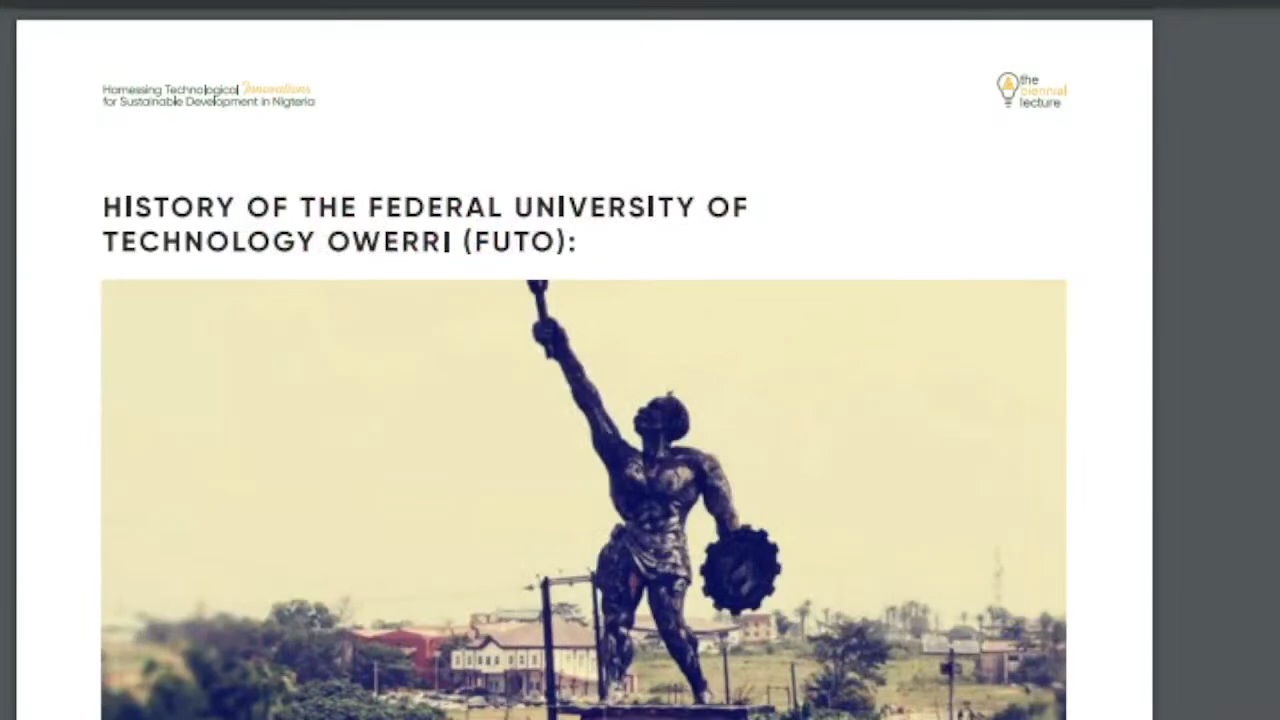 Harnessing Technological Innovations
for Sustainable Development in Nigteria
the
biennial
lecture
HISTORY OF THE FEDERAL UNIVERSITY OF
TECHNOLOGY OWERRI (FUTO):